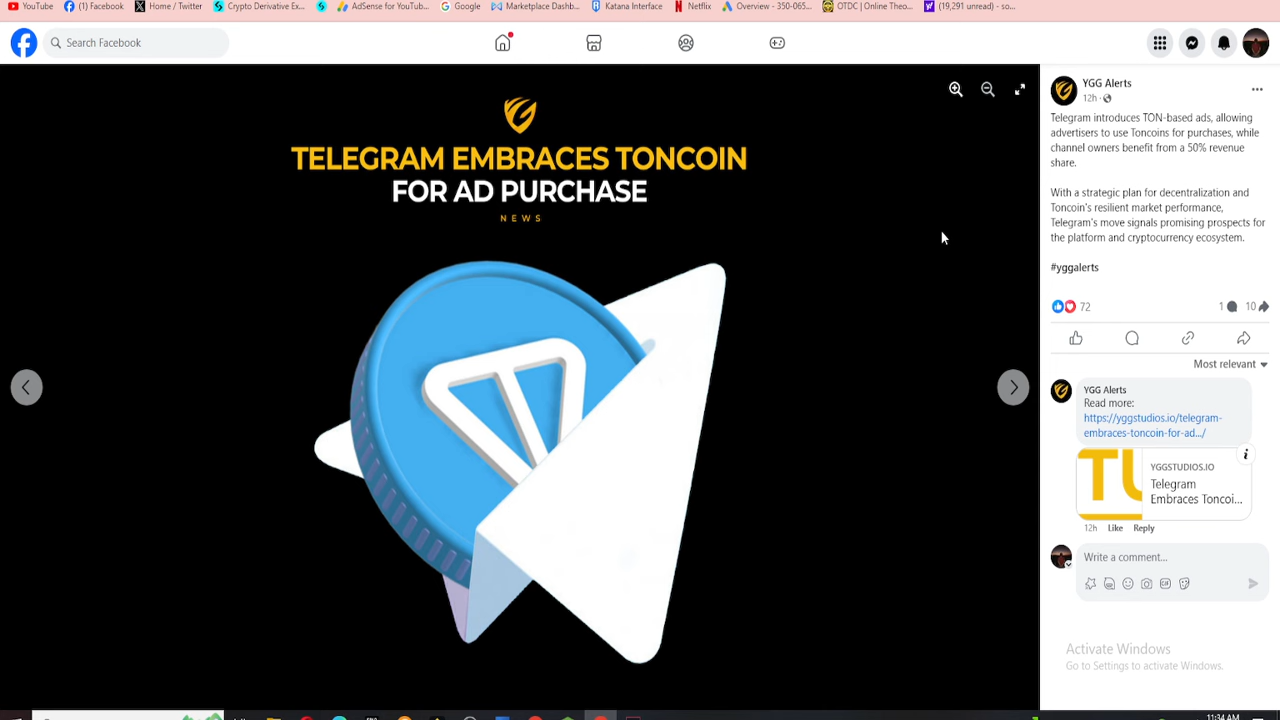 YouTube
(1) Facebook
Home / Twitter
Crypto Derivative Ex...
AdSense for YouTub...
Google
Marketplace Dashb...
Katana Interface
Netflix
Overview - 350-065...
OTDC | Online Theo...
(19,291 unread) - so...
Search Facebook
TELEGRAM EMBRACES TONCOIN
FOR AD PURCHASE
NEWS
YGG Alerts
12h
Telegram introduces TON-based ads, allowing
advertisers to use Toncoins for purchases, while
channel owners benefit from a 50% revenue
share.
With a strategic plan for decentralization and
Toncoin's resilient market performance,
Telegram's move signals promising prospects for
the platform and cryptocurrency ecosystem.
#yggalerts
72
1
10
Most relevant
YGG Alerts
Read more:
https://yggstudios.io/telegram-
embraces-toncoin-for-ad.../
YGGSTUDIOS.IO
Telegram
Embraces Toncoi...
12h Like Reply
Write a comment...
Activate Windows
Go to Settings to activate Windows.
11:34 AM